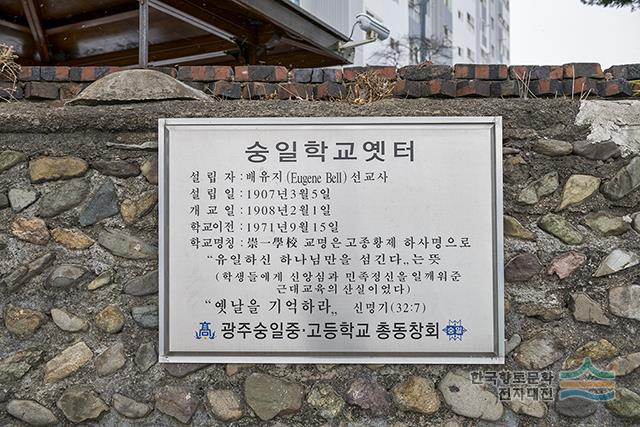 숭일학교옛터
설 립 자 : 배유지 (Eugene Bell) 선교사
설 립 일 : 1907년 3월 5일
개 교 일 : 1908년 2월 1일
학교이전 : 1971년 9월 15일
학교명칭 : 崇一學校 교명은 고종황제 하사명으로
“유일하신 하나님만을 섬긴다„는 뜻
(학생들에게 신앙심과 민족정신을 일깨워준
근대교육의 산실이었다)
“옛날을 기억하라„ 신명기 (32:7)
高 광주숭일중·고등학교 총동창회 숭일
한국향토문화전자대전